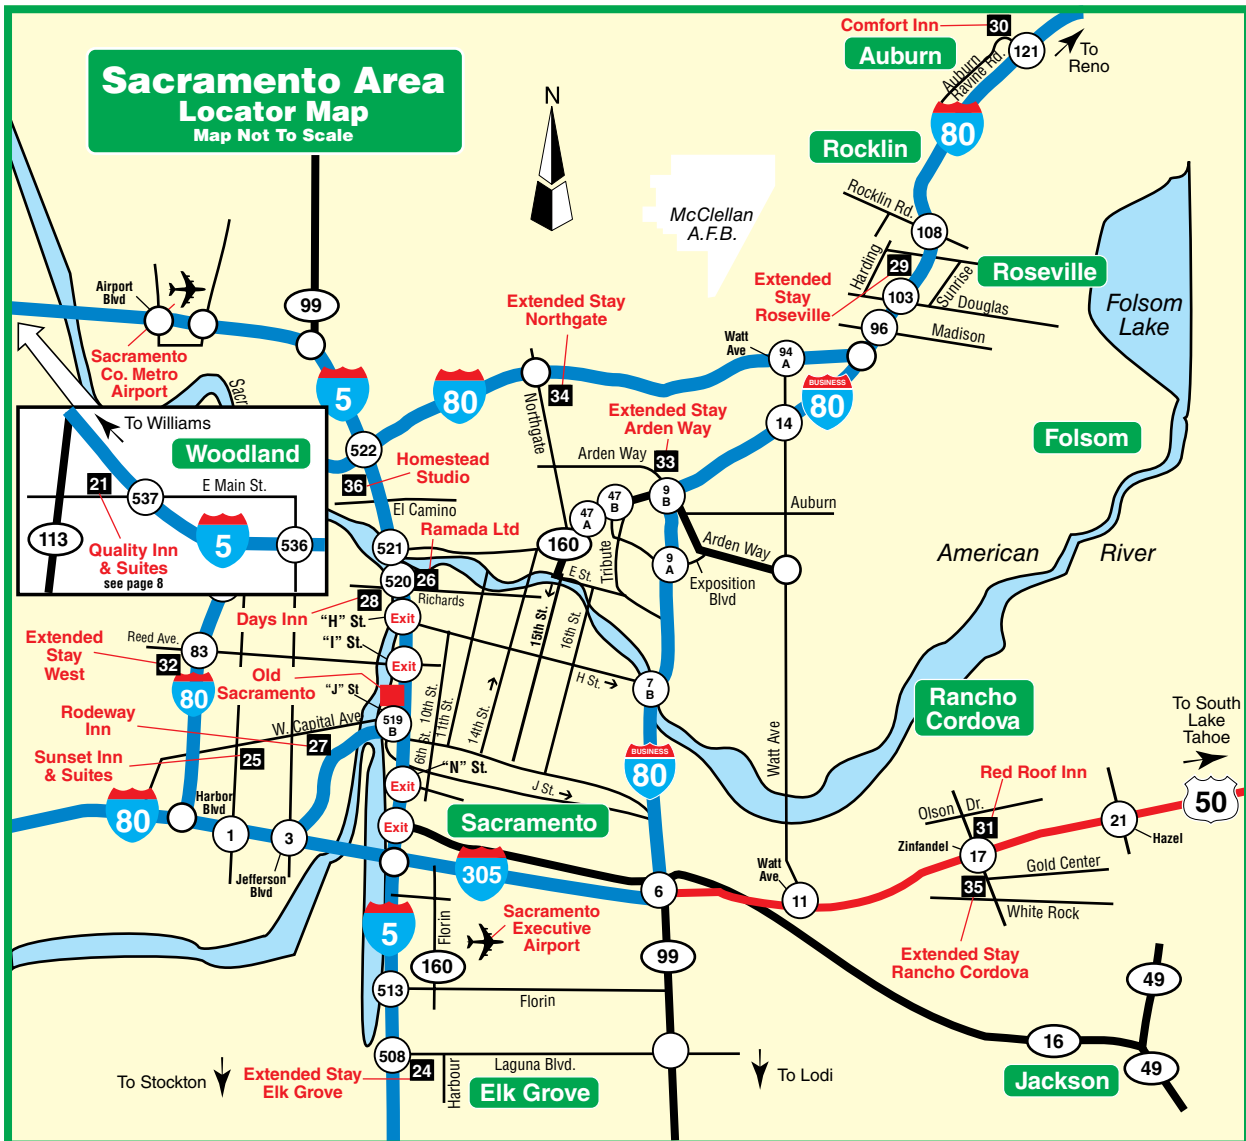 Comfort Inn
30
Auburn
Auburn
Ravine Rd.
121
To
Reno
Sacramento Area
Locator Map
Map Not To Scale
N
80
Rocklin
McClellan
A.F.B.
Rocklin Rd.
108
Harding
29
Sunrise
Roseville
Extended
Stay
Roseville
103
Douglas
96
Madison
Folsom
Lake
Airport
Blvd
99
Sacramento
Co. Metro
Airport
Extended Stay
Northgate
Watt
Ave
94
A
5
80
34
BUSINESS
80
Northgate
Extended Stay
Arden Way
14
Folsom
Sacr
To Williams
Woodland
21
E Main St.
537
113
5
536
Quality Inn
& Suites
see page 8
522
Homestead
Studio
36
El Camino
Arden Way
33
9
B
47
B
47
A
Auburn
Ramada Ltd
521
160
Tribute
Arden Way
9
A
Exposition
Blvd
American
River
520
26
Richards
E St.
15th St.
16th St.
28
Days Inn
"H" St.
Exit
"I" St.
Exit
Extended
Stay
West
Reed Ave.
83
32
80
Old
Sacramento
"J" St
10th St.
11th St.
14th St.
H St.
7
B
Rancho
Cordova
To South
Lake
Tahoe
Rodeway
Inn
W. Capital Ave
519
B
27
6th St.
Sunset Inn
& Suites
25
"N" St.
Exit
J St.
BUSINESS
80
Watt Ave
Red Roof Inn
50
80
Harbor
Blvd
1
3
Jefferson
Blvd
Exit
Sacramento
305
Olson Dr.
31
21
Hazel
Zinfandel
17
Gold Center
Watt
Ave
6
11
35
White Rock
5
Florin
Sacramento
Executive
Airport
160
99
Extended Stay
Rancho Cordova
513
Florin
49
508
Laguna Blvd.
16
To Stockton
Extended Stay
Elk Grove
24
Harbour
Elk Grove
To Lodi
Jackson
49